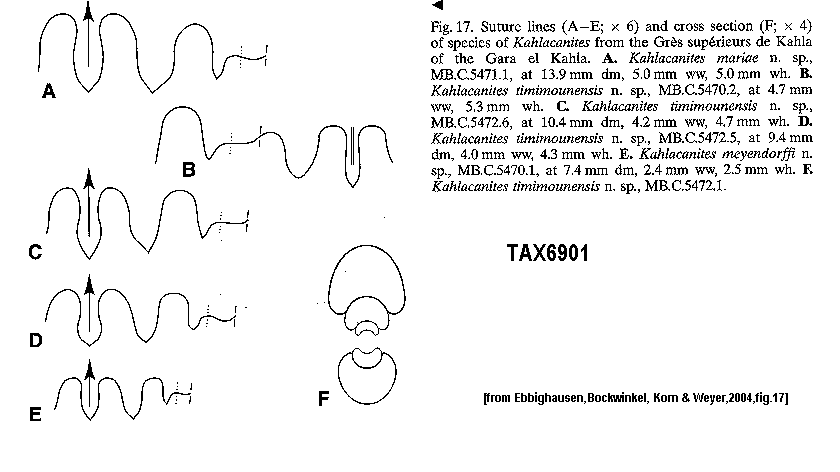 Fig. 17. Suture lines (A–E; × 6) and cross section (F; × 4)
of species of Kahlacanites from the Grès supérieurs de Kahla
of the Gara el Kahla. A. Kahlacanites mariae n. sp.,
MB.C.5471.1, at 13.9 mm dm, 5.0 mm ww, 5.0 mm wh. B.
Kahlacanites timimounensis n. sp., MB.C.5470.2, at 4.7 mm
ww, 5.3 mm wh. C. Kahlacanites timimounensis n. sp.,
MB.C.5472.6, at 10.4 mm dm, 4.2 mm ww, 4.7 mm wh. D.
Kahlacanites timimounensis n. sp., MB.C.5472.5, at 9.4 mm
dm, 4.0 mm ww, 4.3 mm wh. E. Kahlacanites meyendorffi n.
sp., MB.C.5470.1, at 7.4 mm dm, 2.4 mm ww, 2.5 mm wh. F.
Kahlacanites timimounensis n. sp., MB.C.5472.1.
A
B
C
D
E
F
TAX6901
[from Ebbighausen,Bockwinkel, Korn & Weyer,2004,fig.17]